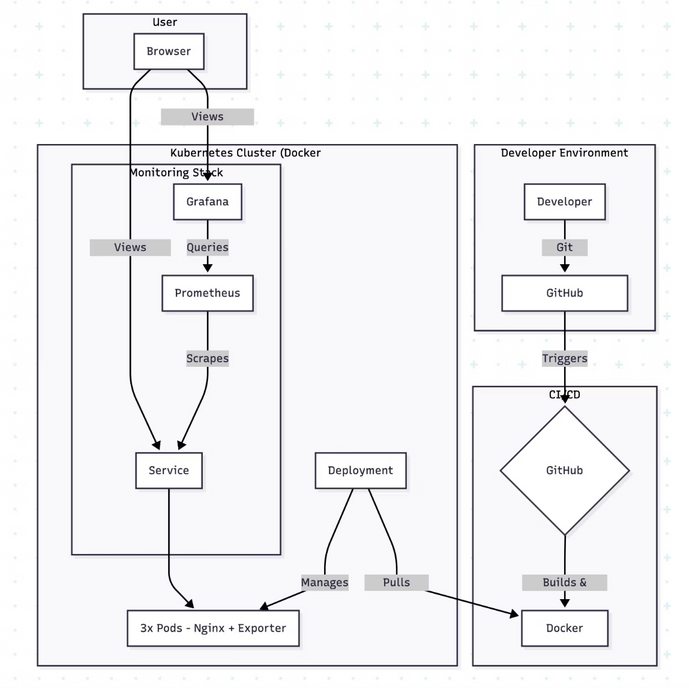 User
Browser
Views
Kubernetes Cluster (Docker
Monitoring Stack
Grafana
Views
Queries
Prometheus
Scrapes
Service
Deployment
Manages
Pulls
3x Pods - Nginx + Exporter
Developer Environment
Developer
Git
GitHub
Triggers
CI/CD
GitHub
Builds &
Docker